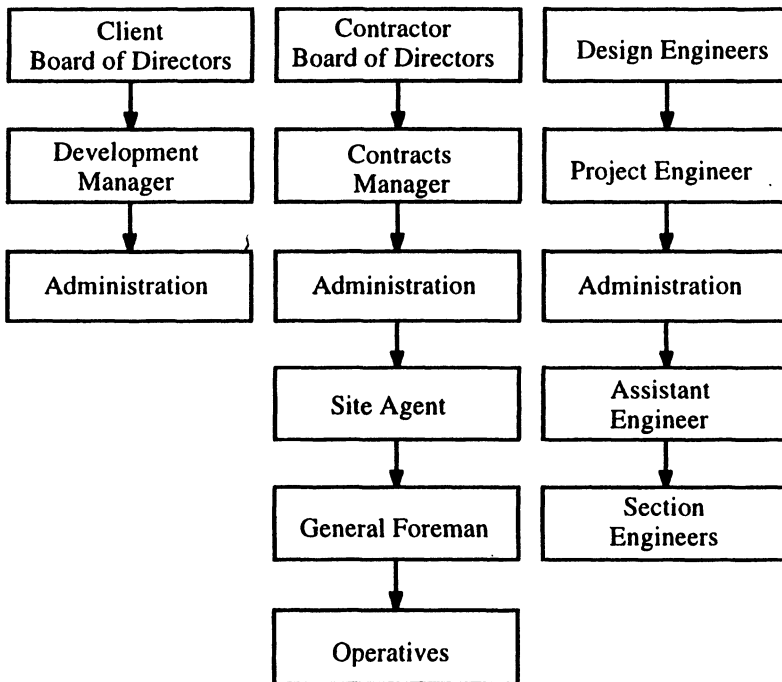 Client
Board of Directors
Development
Manager
Administration
Contractor
Board of Directors
Contracts
Manager
Administration
Site Agent
General Foreman
Operatives
Design Engineers
Project Engineer
Administration
Assistant
Engineer
Section
Engineers